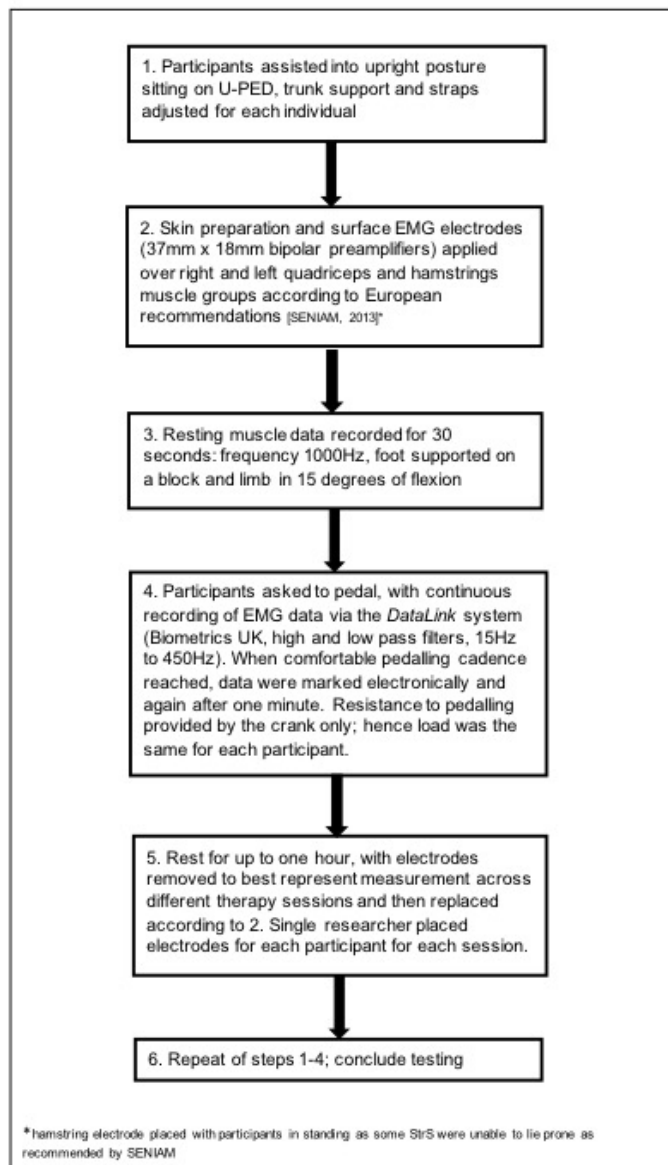 1. Participants assisted into upright posture
sitting on U-PED, trunk support and straps
adjusted for each individual
2. Skin preparation and surface EMG electrodes
(37mm x 18mm bipolar preamplifiers) applied
over right and left quadriceps and hamstrings
muscle groups according to European
recommendations [SENIAM, 2013]*
3. Resting muscle data recorded for 30
seconds: frequency 1000Hz, foot supported on
a block and limb in 15 degrees of flexion
4. Participants asked to pedal, with continuous
recording of EMG data via the DataLink system
(Biometrics UK, high and low pass filters, 15Hz
to 450Hz). When comfortable pedalling cadence
reached, data were marked electronically and
again after one minute. Resistance to pedalling
provided by the crank only; hence load was the
same for each participant.
5. Rest for up to one hour, with electrodes
removed to best represent measurement across
different therapy sessions and then replaced
according to 2. Single researcher placed
electrodes for each participant for each session.
6. Repeat of steps 1-4; conclude testing
*hamstring electrode placed with participants in standing as some StrS were unable to lie prone as
recommended by SENIAM